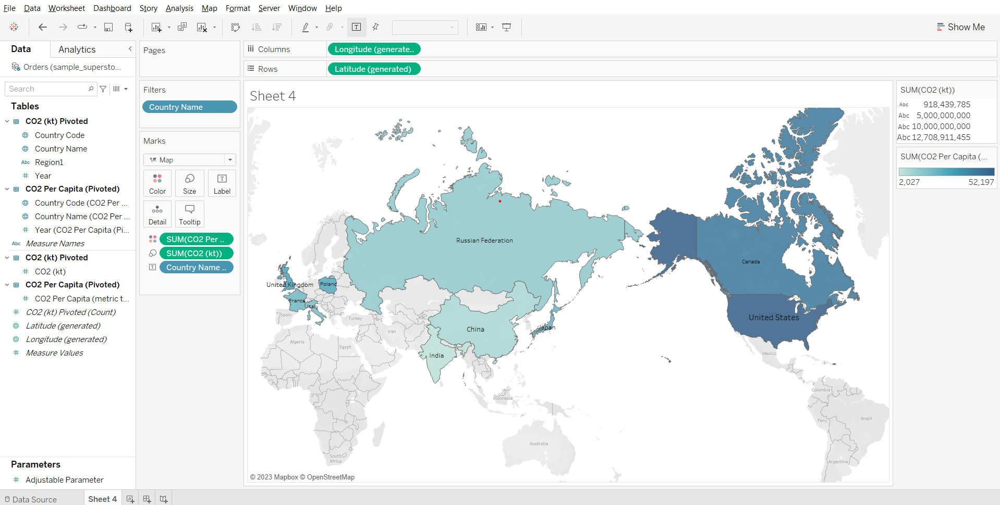 File Data Worksheet Dashboard Story Analysis Map Format Server Window Help
Show Me
Data Analytics
Orders (sample_supersto...
Search
Tables
CO2 (kt) Pivoted
Country Code
Country Name
Abc Region1
Year
CO2 Per Capita (Pivoted)
Country Code (CO2 Per ...
Country Name (CO2 Per ...
Year (CO2 Per Capita (Pi...
Abc Measure Names
CO2 (kt) Pivoted
CO2 (kt)
CO2 Per Capita (Pivoted)
CO2 Per Capita (metric t...
CO2 (kt) Pivoted (Count)
Latitude (generated)
Longitude (generated)
Measure Values
Parameters
Adjustable Parameter
Pages
Filters
Country Name
Marks
Map
Color Size Label
Detail Tooltip
SUM(CO2 Per ..
SUM(CO2 (kt))
Country Name ..
Columns Longitude (generate..
Rows Latitude (generated)
Sheet 4
Russian Federation
Canada
United Kingdom
Poland
France
Italy
Spain
Turkey
United States
China
Japan
Iran
Algeria
Egypt
India
Mexico
Colombia
Indonesia
Peru
Brazil
Australia
South Africa
Argentina
© 2023 Mapbox © OpenStreetMap
SUM(CO2 (kt))
Abc 918,439,785
Abc 5,000,000,000
Abc 10,000,000,000
Abc 12,708,911,455
SUM(CO2 Per Capita (...
2,027 52,197
Data Source Sheet 4